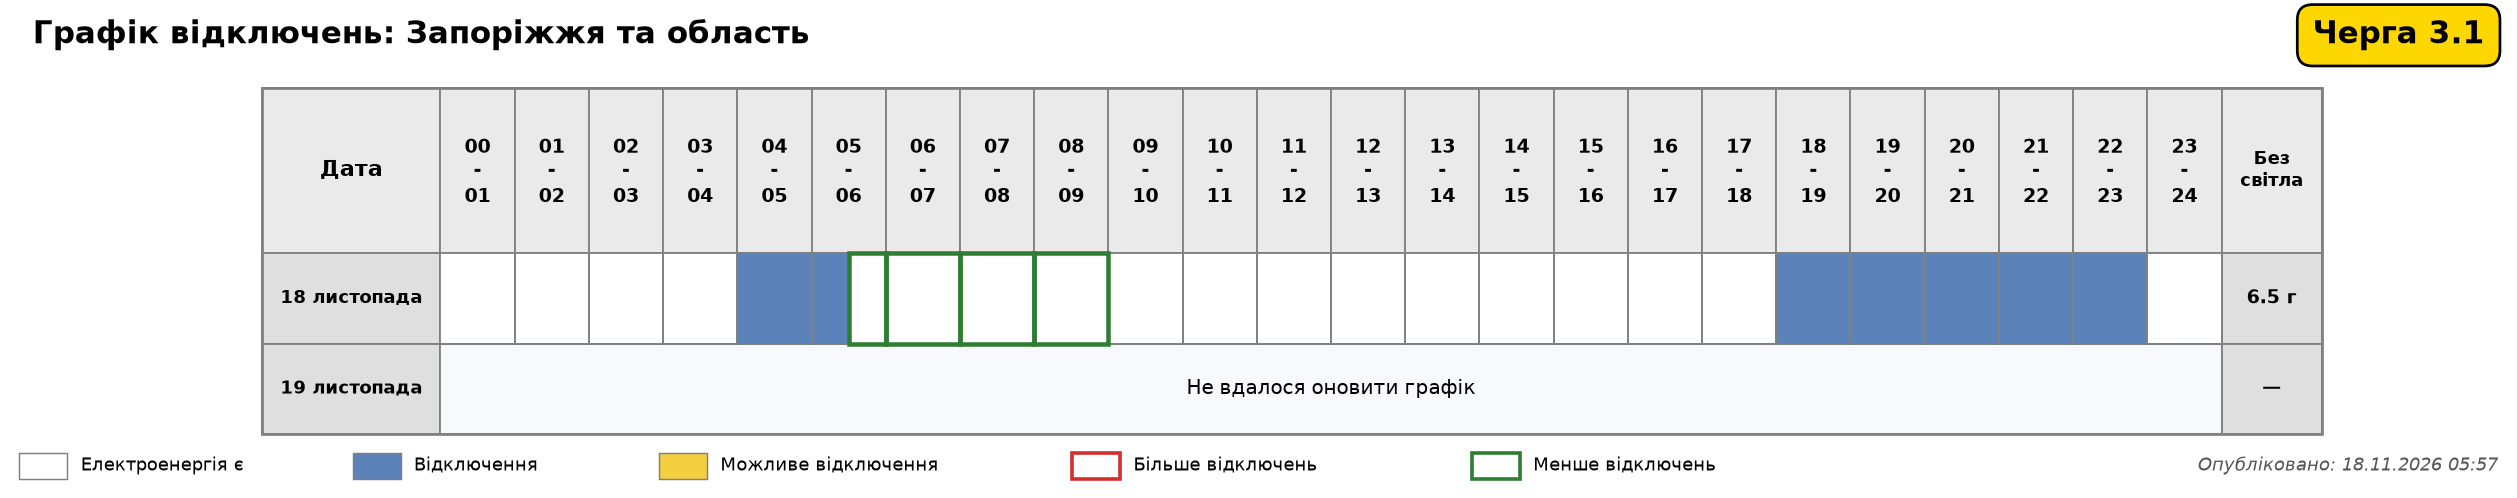 Графік відключень: Запоріжжя та область
Черга 3.1
Дата
00 - 01
01 - 02
02 - 03
03 - 04
04 - 05
05 - 06
06 - 07
07 - 08
08 - 09
09 - 10
10 - 11
11 - 12
12 - 13
13 - 14
14 - 15
15 - 16
16 - 17
17 - 18
18 - 19
19 - 20
20 - 21
21 - 22
22 - 23
23 - 24
Без
світла
18 листопада
6.5 г
19 листопада
Не вдалося оновити графік
—
Електроенергія є
Відключення
Можливе відключення
Більше відключень
Менше відключень
Опубліковано: 18.11.2026 05:57